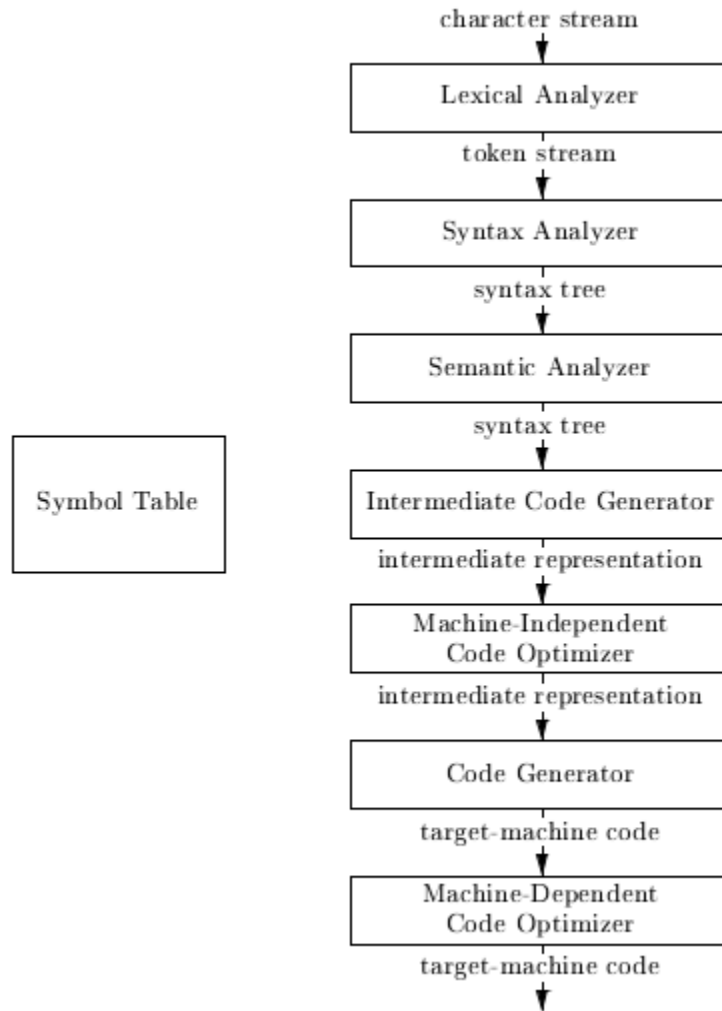 character stream
Lexical Analyzer
token stream
Syntax Analyzer
syntax tree
Semantic Analyzer
syntax tree
Symbol Table
Intermediate Code Generator
intermediate representation
Machine-Independent
Code Optimizer
intermediate representation
Code Generator
target-machine code
Machine-Dependent
Code Optimizer
target-machine code